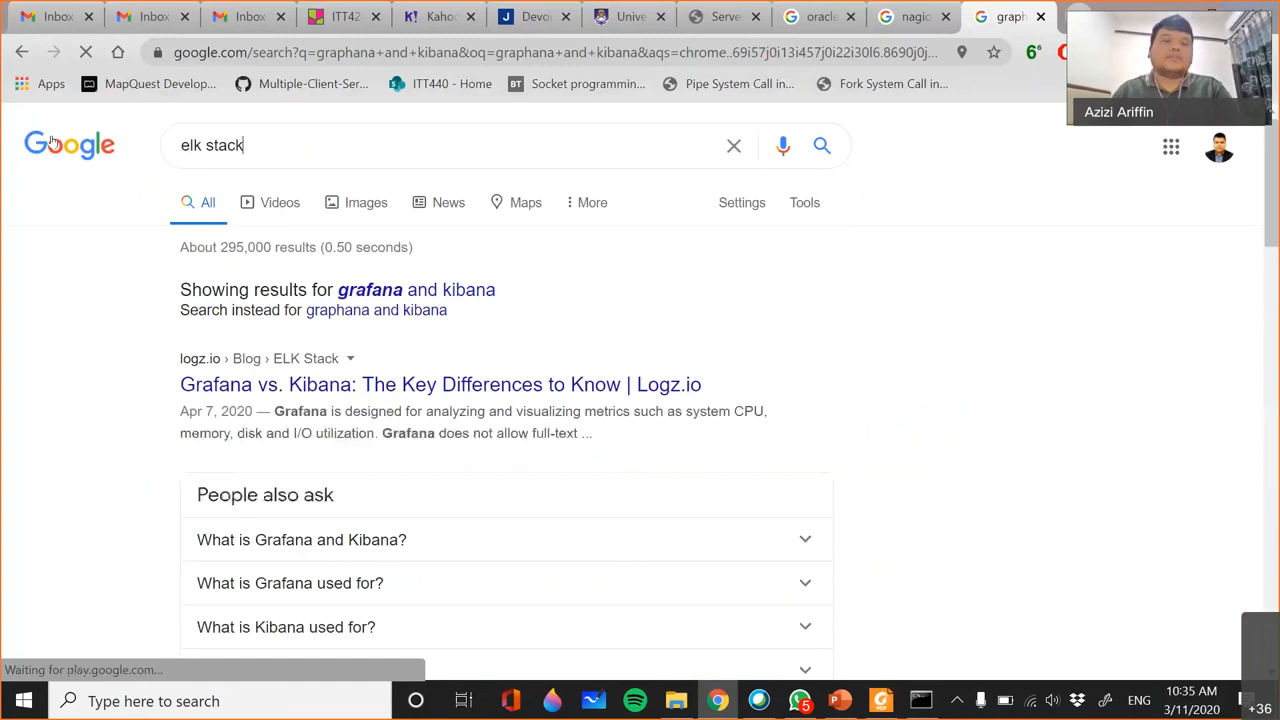 Inbox
Inbox
Inbox
ITT42
Kaho
Devo
Unive
Serve
oracle
nagio
graph
google.com/search?q=graphana+and+kibana&oq=graphana+and+kibana&aqs=chrome..69i57j0i13i457j0i22i30l6.8690j0j...
6⁶
Apps
MapQuest Develop...
Multiple-Client-Ser...
ITT440 - Home
BT Socket programmin...
Pipe System Call in...
Fork System Call in...
Azizi Ariffin
Google
elk stack
All
Videos
Images
News
Maps
More
Settings
Tools
About 295,000 results (0.50 seconds)
Showing results for grafana and kibana
Search instead for graphana and kibana
logz.io › Blog › ELK Stack
Grafana vs. Kibana: The Key Differences to Know | Logz.io
Apr 7, 2020 — Grafana is designed for analyzing and visualizing metrics such as system CPU,
memory, disk and I/O utilization. Grafana does not allow full-text ...
People also ask
What is Grafana and Kibana?
What is Grafana used for?
What is Kibana used for?
Waiting for play.google.com...
Type here to search
5
ENG
10:35 AM
3/11/2020
+36